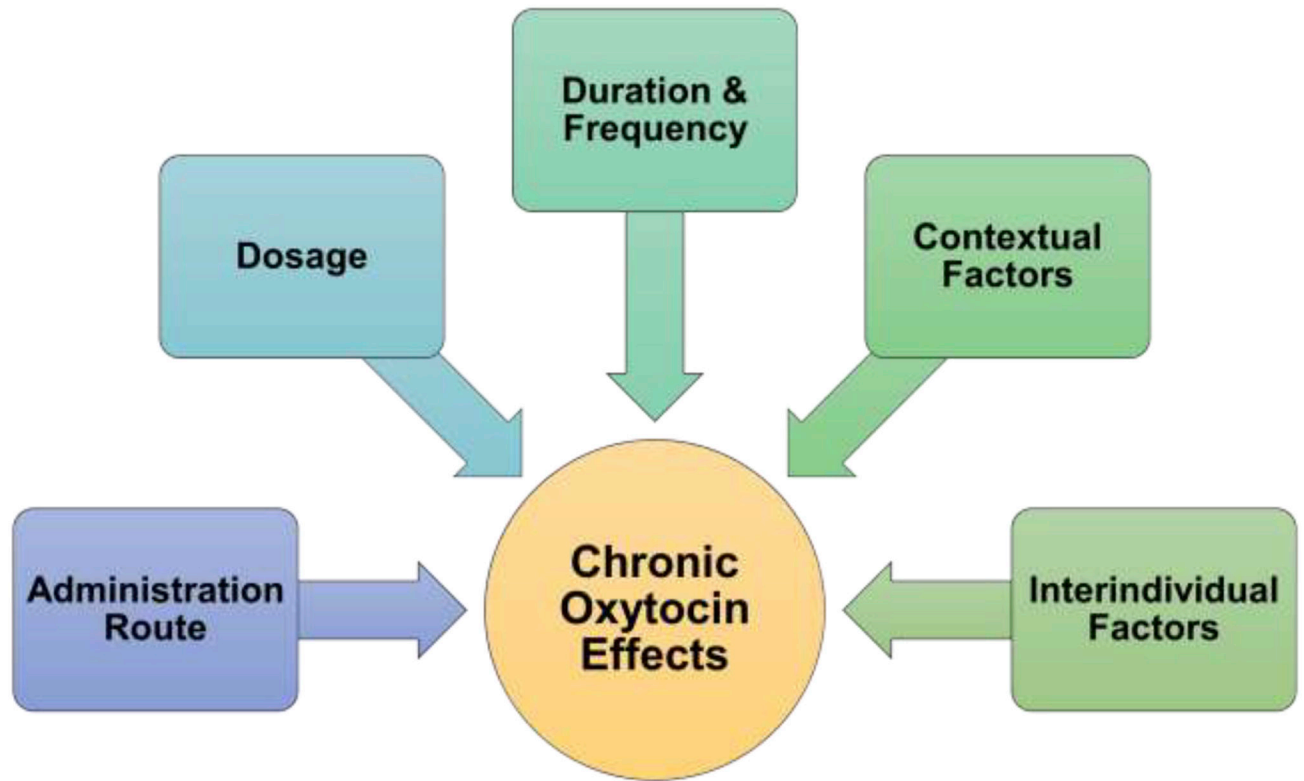 Duration &
Frequency
Dosage
Contextual
Factors
Administration
Route
Chronic
Oxytocin
Effects
Interindividual
Factors